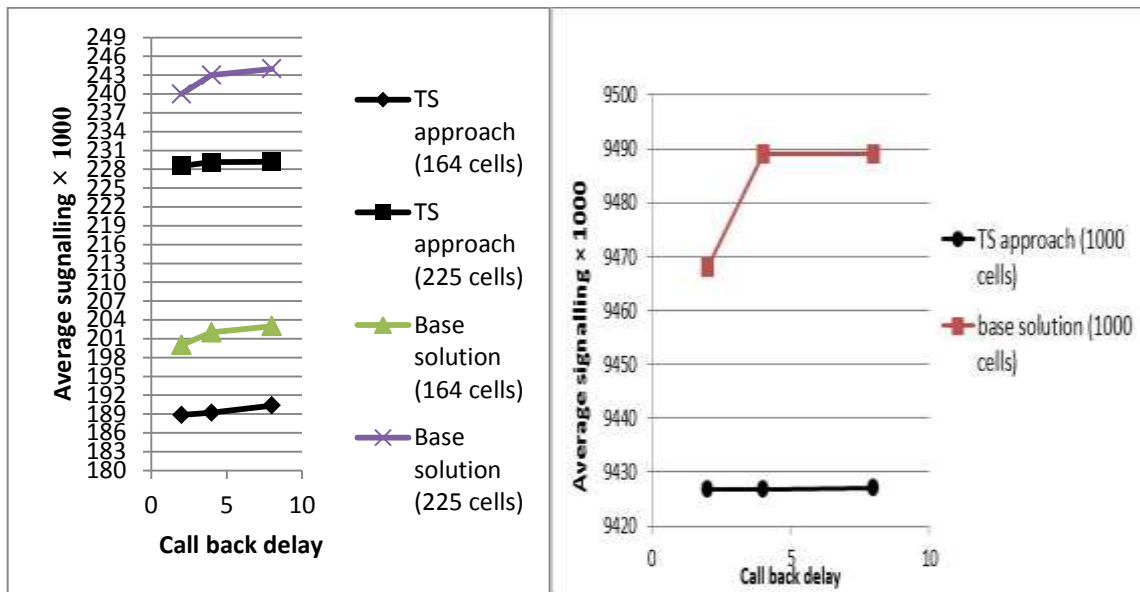 249
246
243
240
237
234
231
228
225
222
219
216
213
210
207
204
201
198
195
192
189
186
183
180
0
5
10
Average sugnalling × 1000
Call back delay
TS
approach
(164 cells)
TS
approach
(225 cells)
Base
solution
(164 cells)
Base
solution
(225 cells)
9500
9490
9480
9470
9460
9450
9440
9430
9420
0
5
10
Average signalling × 1000
Call back delay
TS approach (1000
cells)
base solution (1000
cells)